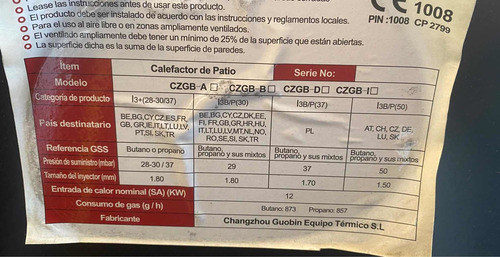 Lease las instrucciones antes de usar este producto.
El producto debe ser instalado de acuerdo con las instrucciones y reglamentos locales.
Para el uso al aire libre o en zonas ampliamente ventilados.
El ventilado ampliamente debe tener un mínimo de 25% de la superficie que están abiertas.
La superficie dicha es la suma de la superficie de paredes.
CE 1008
PIN:1008 CP 2799
Ítem Calefactor de Patio Serie No:
Modelo CZGB-A CZGB-B CZGB-D CZGB-I
Categoría de producto I3+(28-30/37) I3B/P(30) I3B/P(37) I3B/P(50)
País destinatario BE,BG,CY,CZ,ES,FR, GB, GR,IE,IT,LT,LU,LV, PT,SI, SK,TR BE,BG,CY,CZ,DK,EE, FI, FR,GB,GR,HR,HU, IT,LT,LU,LV,MT,NL,NO, RO,SE,SI, SK,TR PL AT, CH, CZ, DE, LU, SK
Referencia GSS Butano o propano Butano, propano y sus mixtos Butano, propano y sus mixtos Butano, propano y sus mixtos
Presión de suministro (mbar) 28-30 / 37 29 37 50
Tamaño del inyector (mm) 1.80 1.80 1.70 1.50
Entrada de calor nominal (SA) (KW) 12
Consumo de gas (g / h) Butano: 873 Propano: 857
Fabricante Changzhou Guobin Equipo Térmico S.L